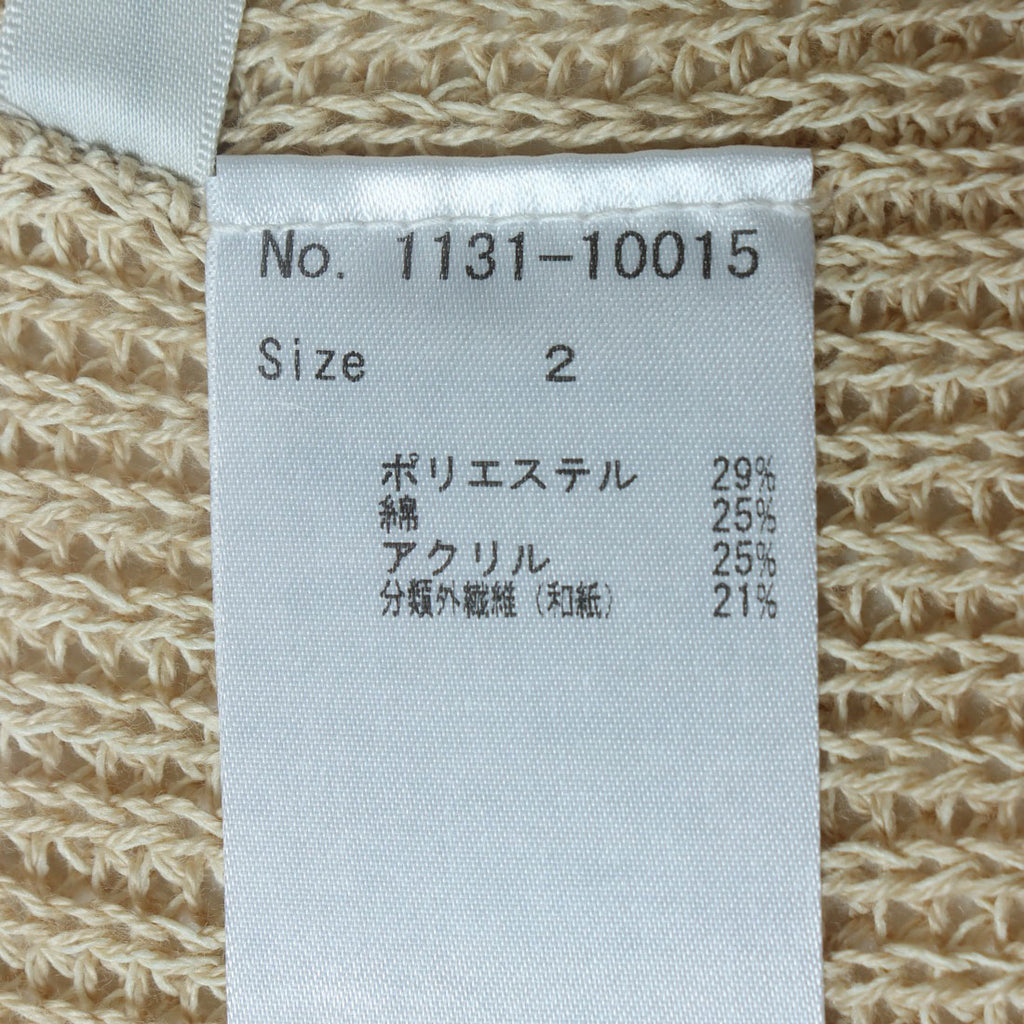 No. 1131-10015
Size 2
ポリエステル 29%
綿 25%
アクリル 25%
分類外繊維（和紙） 21%